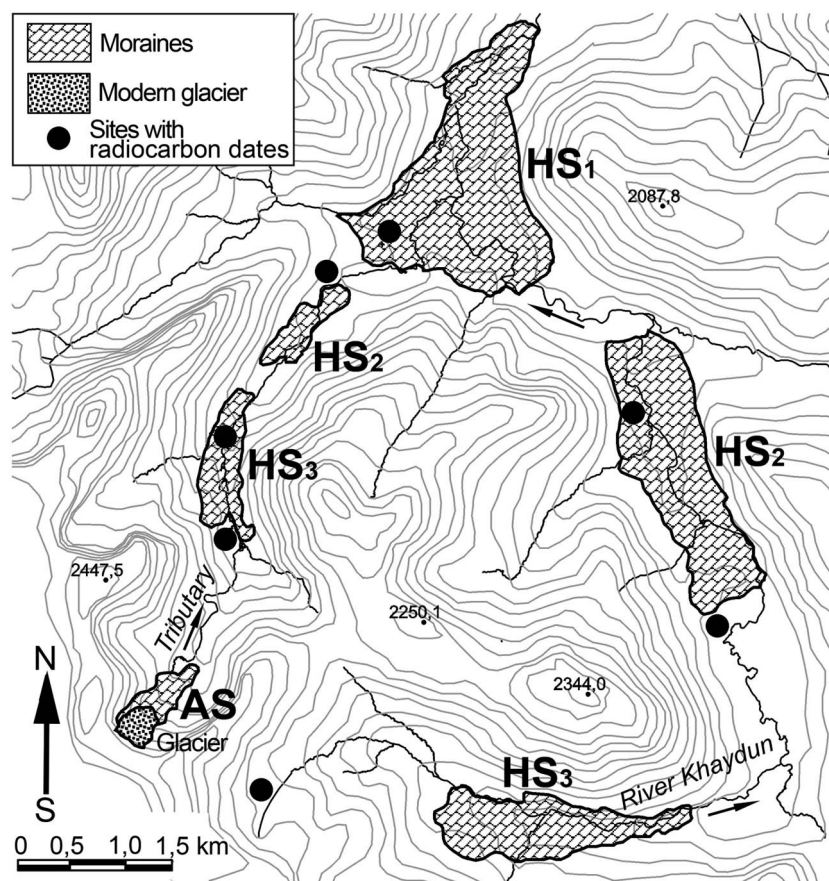 Moraines
Modern glacier
Sites with
radiocarbon dates
HS1
2087,8
HS2
HS2
HS3
2447,5
Tributary
2250,1
2344,0
N
AS
Glacier
S
HS3
River Khaydun
0 0,5 1,0 1,5 km